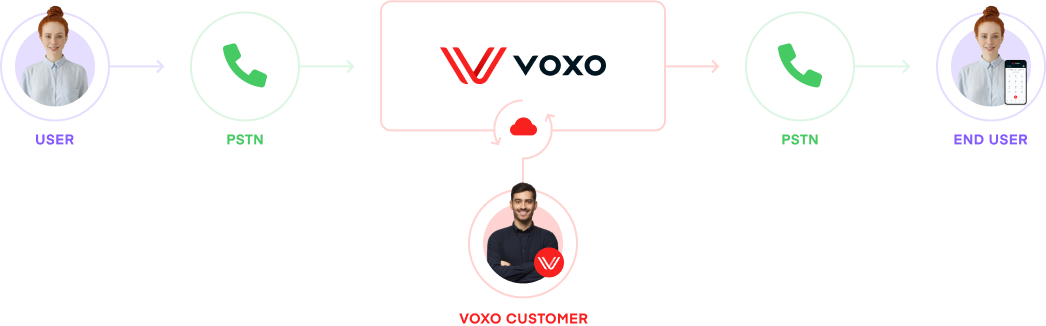 VOXO
USER
PSTN
PSTN
END USER
VOXO CUSTOMER